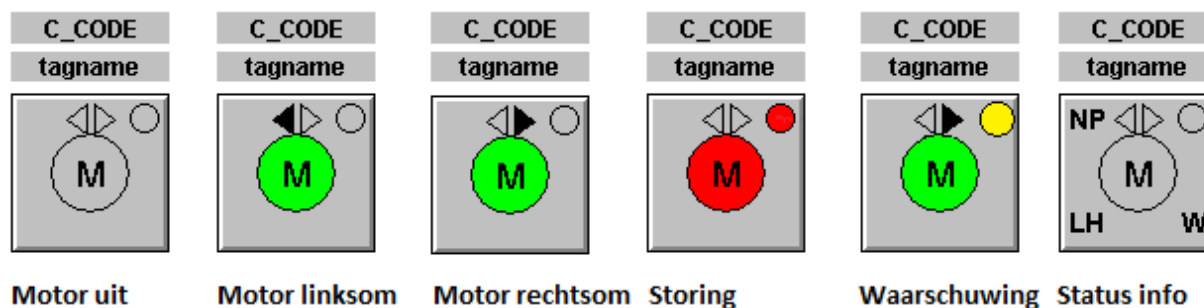 C_CODE C_CODE C_CODE C_CODE C_CODE C_CODE
tagname tagname tagname tagname tagname tagname
NP
M M M M M M
LH W
Motor uit Motor linksom Motor rechtsom Storing Waarschuwing Status info